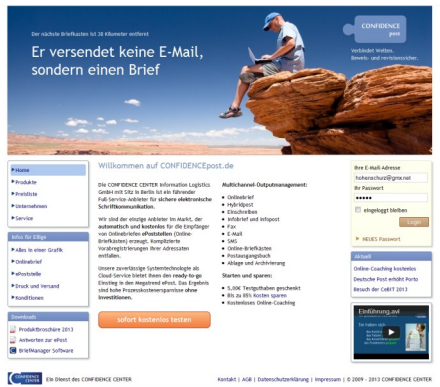 Der nächste Briefkasten ist 38 Kilometer entfernt
Er versendet keine E-Mail,
sondern einen Brief
CONFIDENCE
post
Verbindet Welten.
Beweis- und revisionssicher.
Home
Produkte
Preisliste
Unternehmen
Service
Infos für Eilige
Alles in einer Grafik
Onlinebrief
ePoststelle
Druck und Versand
Konditionen
Downloads
Produktbroschüre 2013
Antworten zur ePost
BriefManager Software
Willkommen auf CONFIDENCEpost.de
Die CONFIDENCE CENTER Information Logistics
GmbH mit Sitz in Berlin ist ein führender
Full-Service Anbieter für sichere elektronische
Schriftkommunikation.
Wir sind der einzige Anbieter im Markt, der
automatisch und kostenlos für die Empfänger
von Onlinebriefen ePoststellen (Online-
Briefkästen) erzeugt. Komplizierte
Vorabregistrierungen Ihrer Adressaten
entfallen.
Unsere zuverlässige Systemtechnologie als
Cloud-Service bietet Ihnen den ready-to-go
Einstieg in den Megatrend ePost. Das Ergebnis
sind hohe Prozesskostenersparnisse ohne
Investitionen.
sofort kostenlos testen
Multichannel-Outputmanagement:
Onlinebrief
Hybridpost
Einschreiben
Infobrief und Infopost
Fax
E-Mail
SMS
Online-Briefkästen
Postausgangsbuch
Ablage und Archivierung
Starten und sparen:
5,00€ Testguthaben geschenkt
Bis zu 85% Kosten sparen
Kostenloses Online-Coaching
Ihre E-Mail-Adresse
hohenschurz@gmx.net
Ihr Passwort
eingeloggt bleiben
Login
NEUES Passwort
Aktuell
Online-Coaching kostenlos
Deutsche Post erhöht Porto
Besuch der CeBIT 2013
Einführung.avi
CONFIDENCE
CENTER
Ein Dienst des CONFIDENCE CENTER
Kontakt | AGB | Datenschutzerklärung | Impressum | © 2009 - 2013 CONFIDENCE CENTER